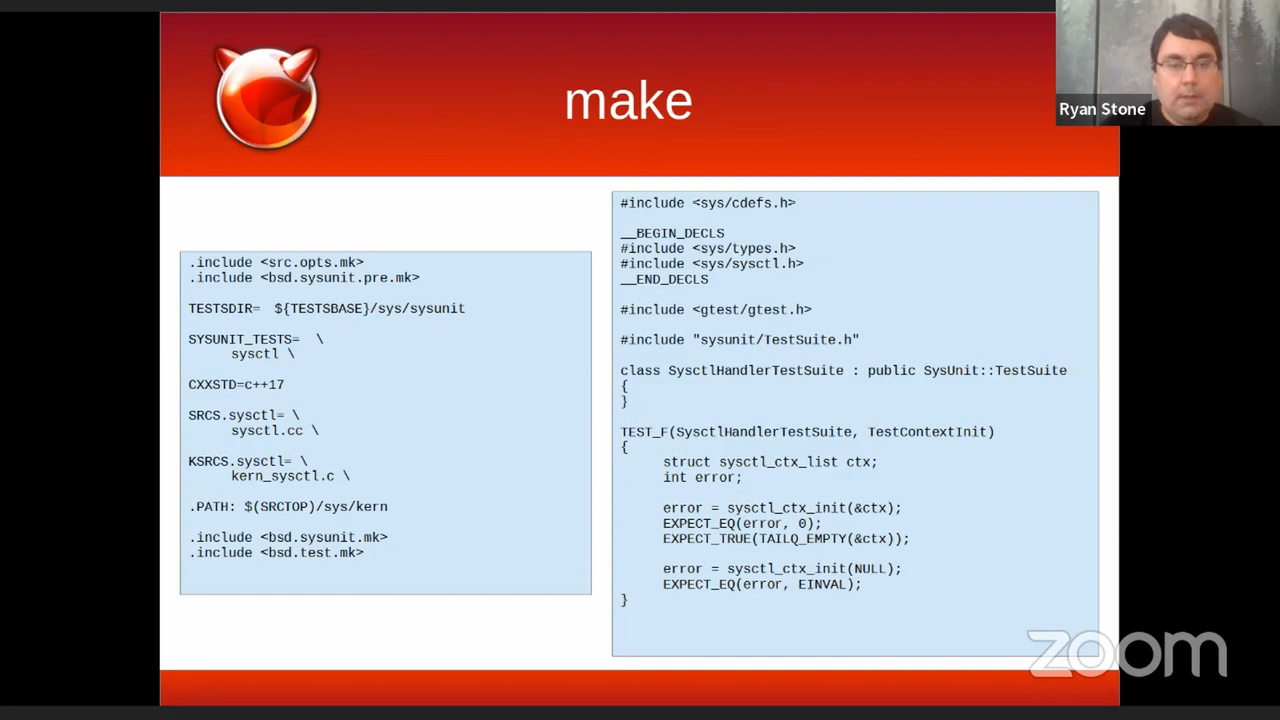 make
Ryan Stone
.include <src.opts.mk>
.include <bsd.sysunit.pre.mk>
TESTSDIR= ${TESTSBASE}/sys/sysunit
SYSUNIT_TESTS= \
sysctl \
CXXSTD=c++17
SRCS.sysctl= \
sysctl.cc \
KSRCS.sysctl= \
kern_sysctl.c \
.PATH: $(SRCTOP)/sys/kern
.include <bsd.sysunit.mk>
.include <bsd.test.mk>
#include <sys/cdefs.h>
__BEGIN_DECLS
#include <sys/types.h>
#include <sys/sysctl.h>
__END_DECLS
#include <gtest/gtest.h>
#include "sysunit/TestSuite.h"
class SysctlHandlerTestSuite : public SysUnit::TestSuite
{
}
TEST_F(SysctlHandlerTestSuite, TestContextInit)
{
struct sysctl_ctx_list ctx;
int error;
error = sysctl_ctx_init(&ctx);
EXPECT_EQ(error, 0);
EXPECT_TRUE(TAILQ_EMPTY(&ctx));
error = sysctl_ctx_init(NULL);
EXPECT_EQ(error, EINVAL);
}
zoom